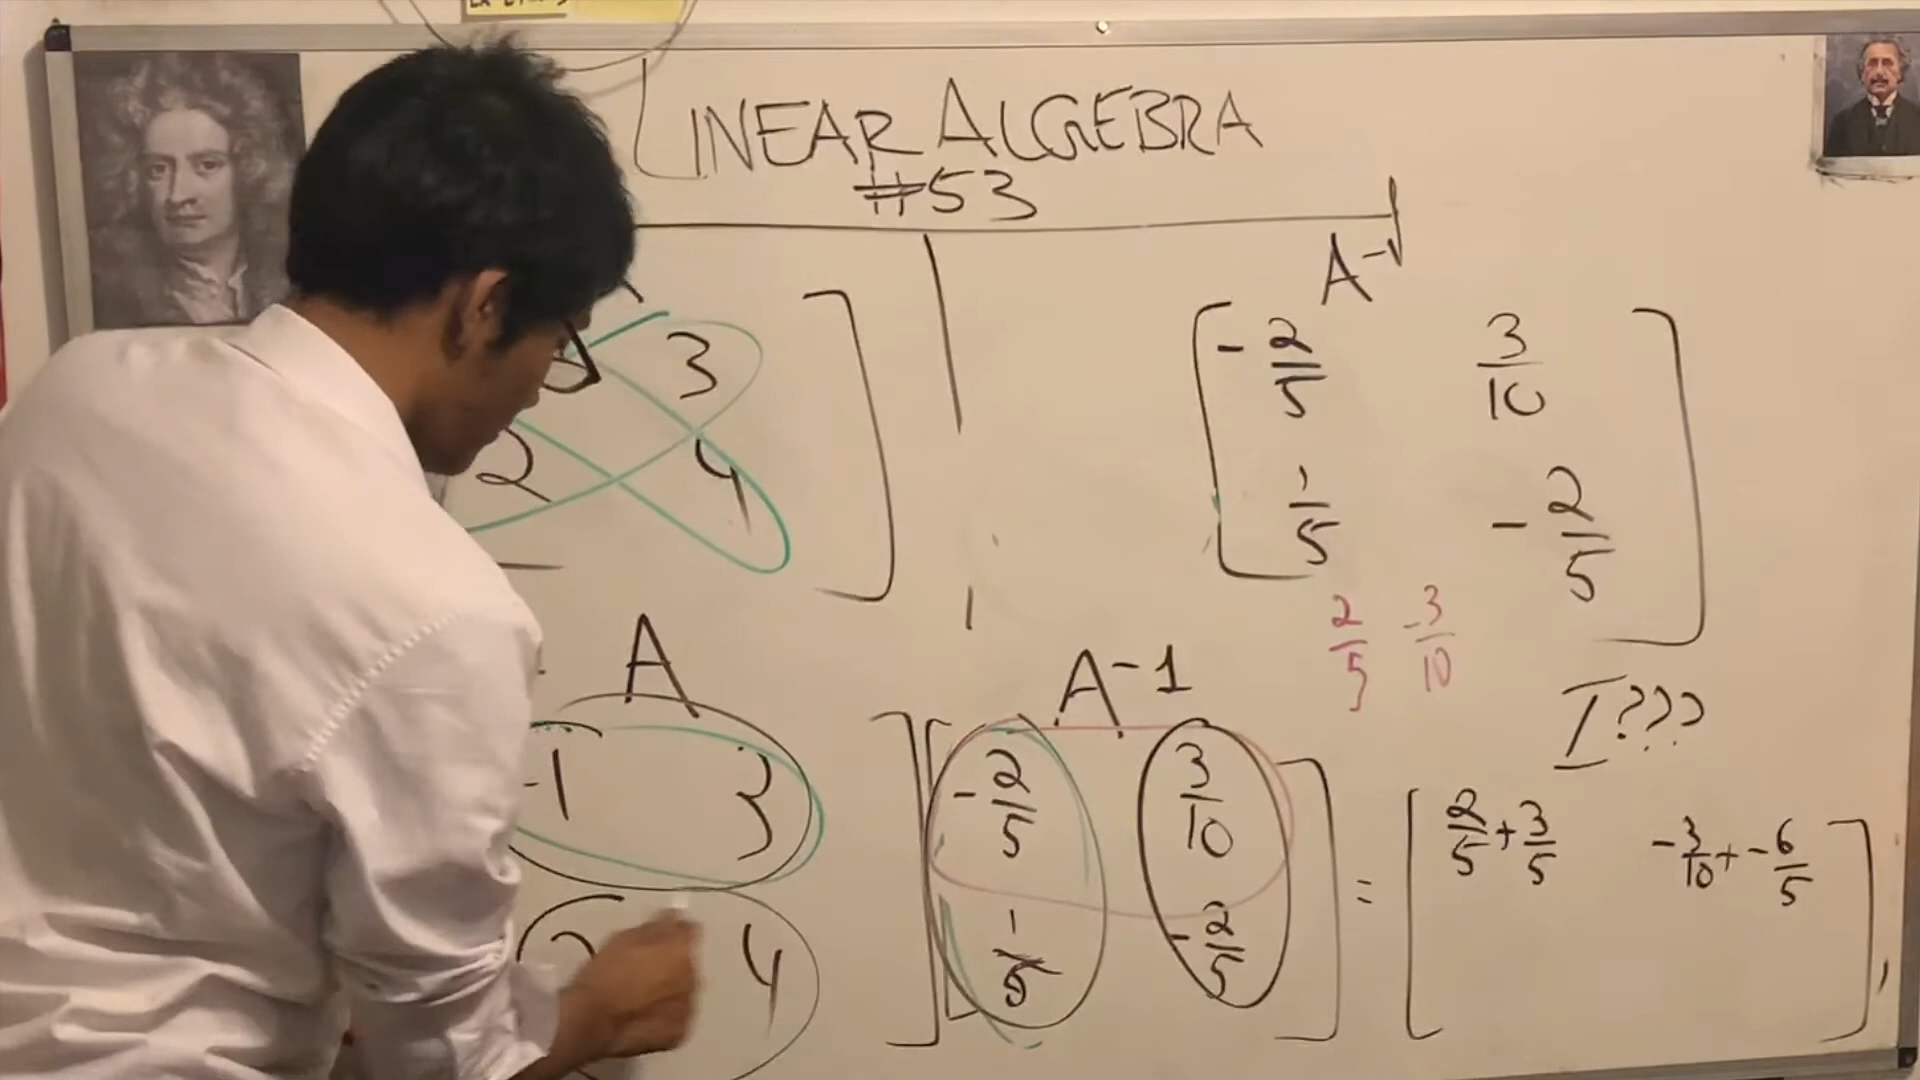 LINEAR ALGEBRA
#53
A-1
3
2 4
- 2/5 3/10
1/5 - 2/5
2/5 -3/10
A A-1 I???
-1 3 - 2/5 3/10 = 2/5 + 3/5 - 3/10 + - 6/5
4 1/5 - 2/5